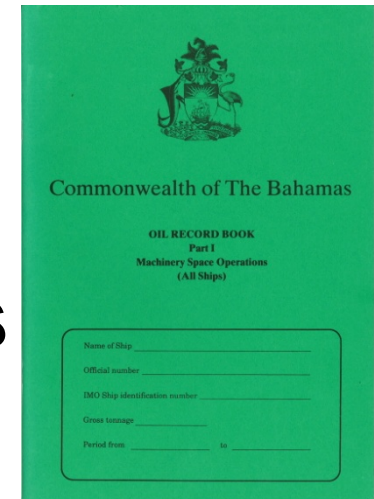 Commonwealth of The Bahamas
OIL RECORD BOOK
Part I
Machinery Space Operations
(All Ships)
Name of Ship
Official number
IMO Ship identification number
Gross tonnage
Period from to
s